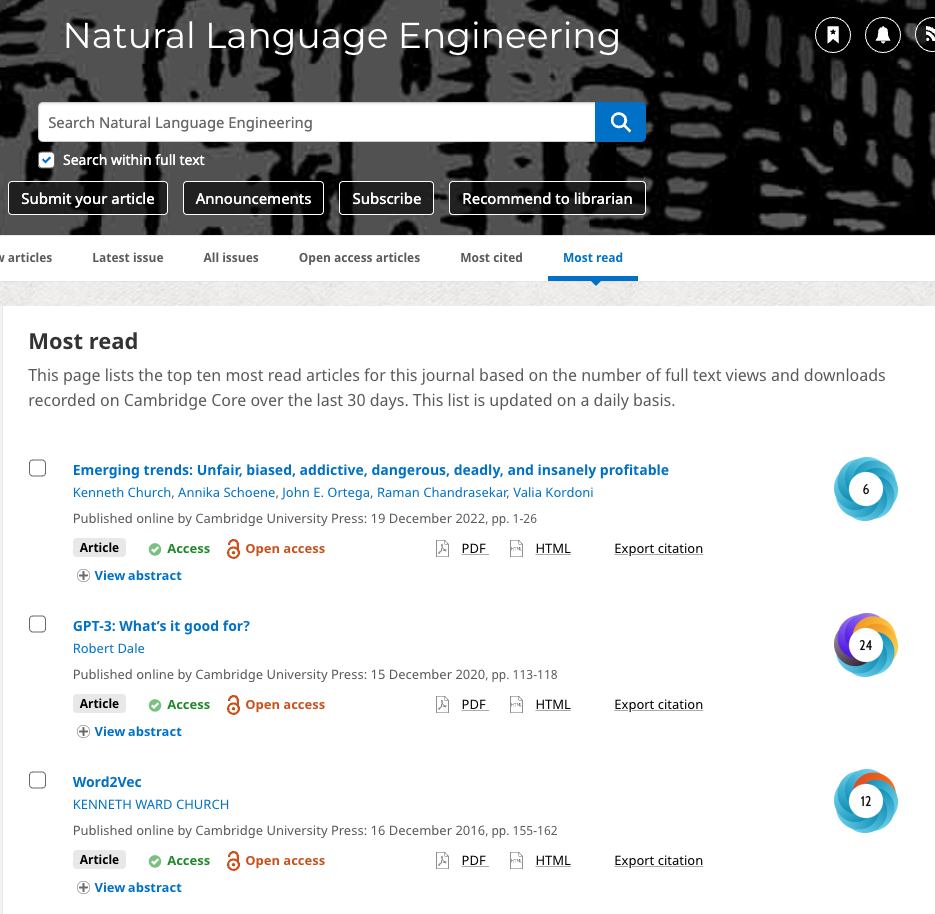 Natural Language Engineering
Search Natural Language Engineering
Search within full text
Submit your article Announcements Subscribe Recommend to librarian
articles Latest issue All issues Open access articles Most cited Most read
Most read
This page lists the top ten most read articles for this journal based on the number of full text views and downloads
recorded on Cambridge Core over the last 30 days. This list is updated on a daily basis.
Emerging trends: Unfair, biased, addictive, dangerous, deadly, and insanely profitable
6
Kenneth Church, Annika Schoene, John E. Ortega, Raman Chandrasekar, Valia Kordoni
Published online by Cambridge University Press: 19 December 2022, pp. 1-26
Article Access Open access PDF HTML Export citation
View abstract
GPT-3: What's it good for?
24
Robert Dale
Published online by Cambridge University Press: 15 December 2020, pp. 113-118
Article Access Open access PDF HTML Export citation
View abstract
Word2Vec
12
KENNETH WARD CHURCH
Published online by Cambridge University Press: 16 December 2016, pp. 155-162
Article Access Open access PDF HTML Export citation
View abstract